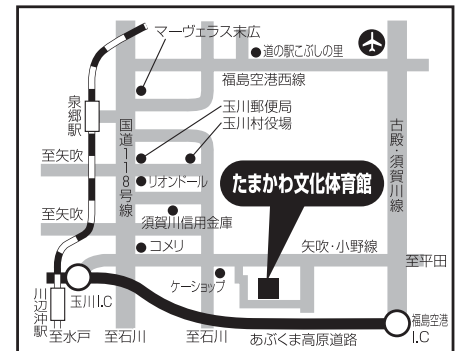 マーヴェラス末広
道の駅こぶしの里
福島空港西線
泉郷駅
玉川郵便局
玉川村役場
国道118号線
古殿・須賀川線
至矢吹
リオンドール
たまかわ文化体育館
至矢吹
須賀川信用金庫
コメリ
矢吹・小野線
至平田
ケーショップ
玉川I.C
川辺沖駅
至水戸
至石川
至石川
あぶくま高原道路
福島空港
I.C